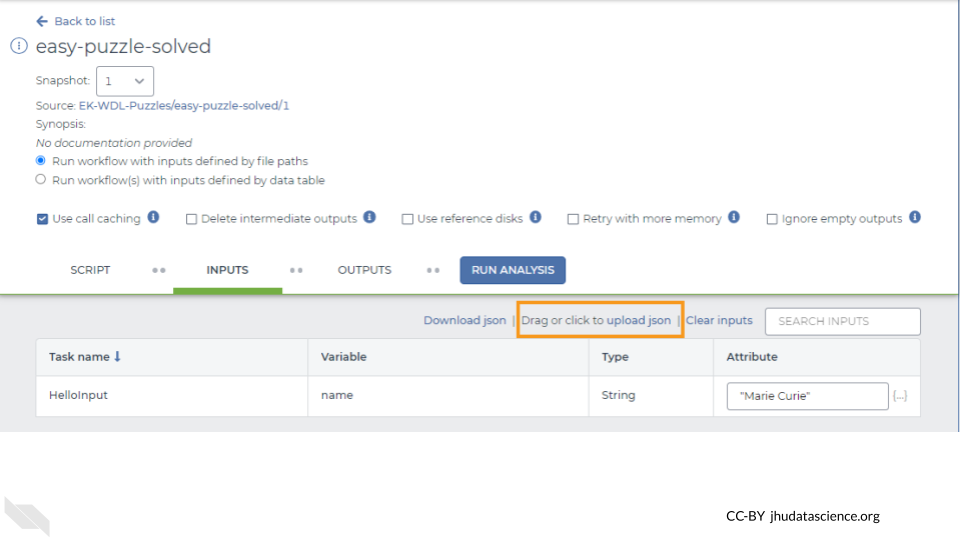 Back to list
easy-puzzle-solved
Snapshot: 1
Source: EK-WDL-Puzzles/easy-puzzle-solved/1
Synopsis:
No documentation provided
Run workflow with inputs defined by file paths
Run workflow(s) with inputs defined by data table
Use call caching Delete intermediate outputs Use reference disks Retry with more memory Ignore empty outputs
SCRIPT INPUTS OUTPUTS RUN ANALYSIS
Download json | Drag or click to upload json | Clear inputs SEARCH INPUTS
Task name Variable Type Attribute
HelloInput name String "Marie Curie" {...}
CC-BY jhudatascience.org